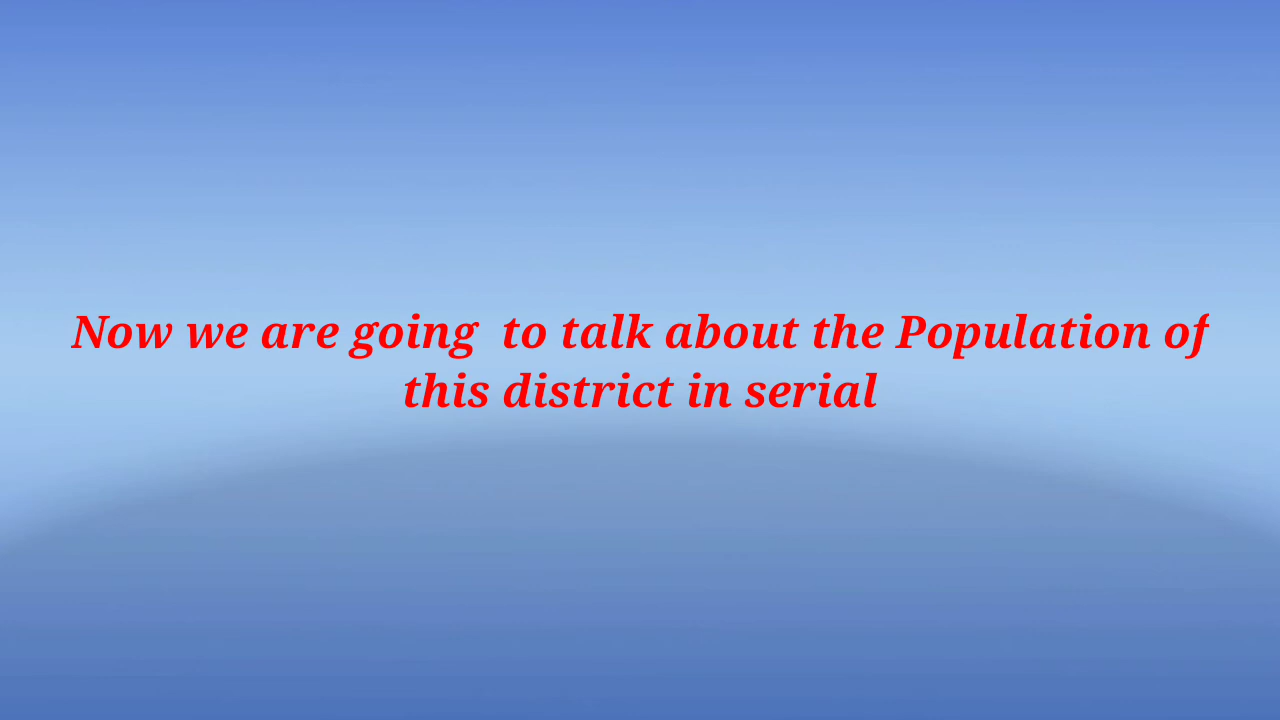 Now we are going  to talk about the Population of
this district in serial